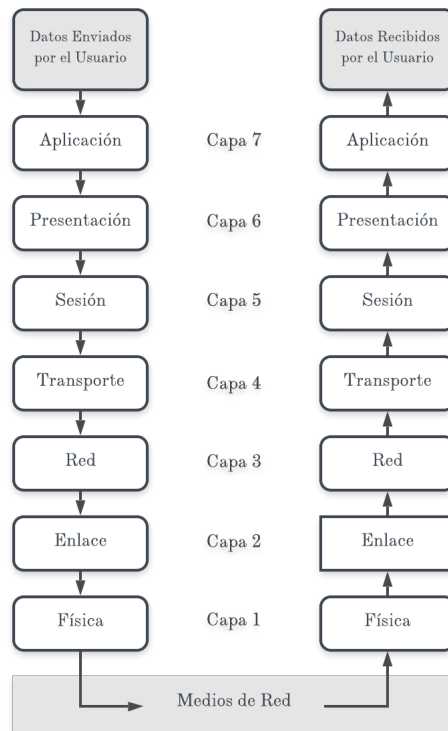 Datos Enviados
por el Usuario
Datos Recibidos
por el Usuario
Aplicación
Capa 7
Aplicación
Presentación
Capa 6
Presentación
Sesión
Capa 5
Sesión
Transporte
Capa 4
Transporte
Red
Capa 3
Red
Enlace
Capa 2
Enlace
Física
Capa 1
Física
Medios de Red